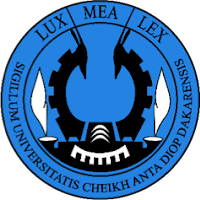 LUX MEA LEX
SIGILLUM UNIVERSITATIS CHEIKH ANTA DIOP DAKARENSIS